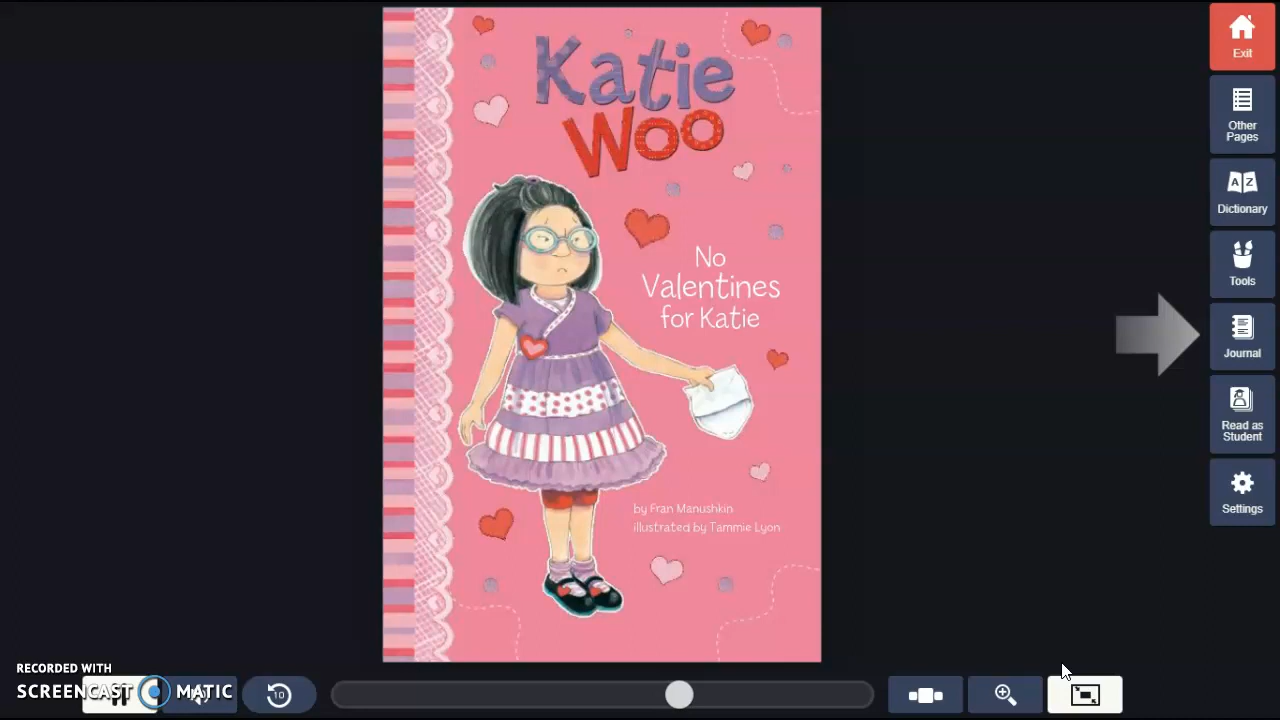 Katie
Woo
No
Valentines
for Katie
by Fran Manushkin
illustrated by Tammie Lyon
Exit
Other
Pages
A Z
Dictionary
Tools
Journal
Read as
Student
Settings
RECORDED WITH
SCREENCAST MATIC
10